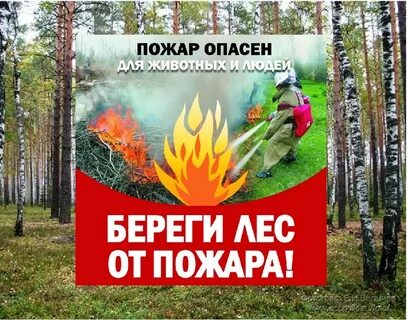 ПОЖАР ОПАСЕН
ДЛЯ ЖИВОТНЫХ И ЛЮДЕЙ
БЕРЕГИ ЛЕС
ОТ ПОЖАРА!